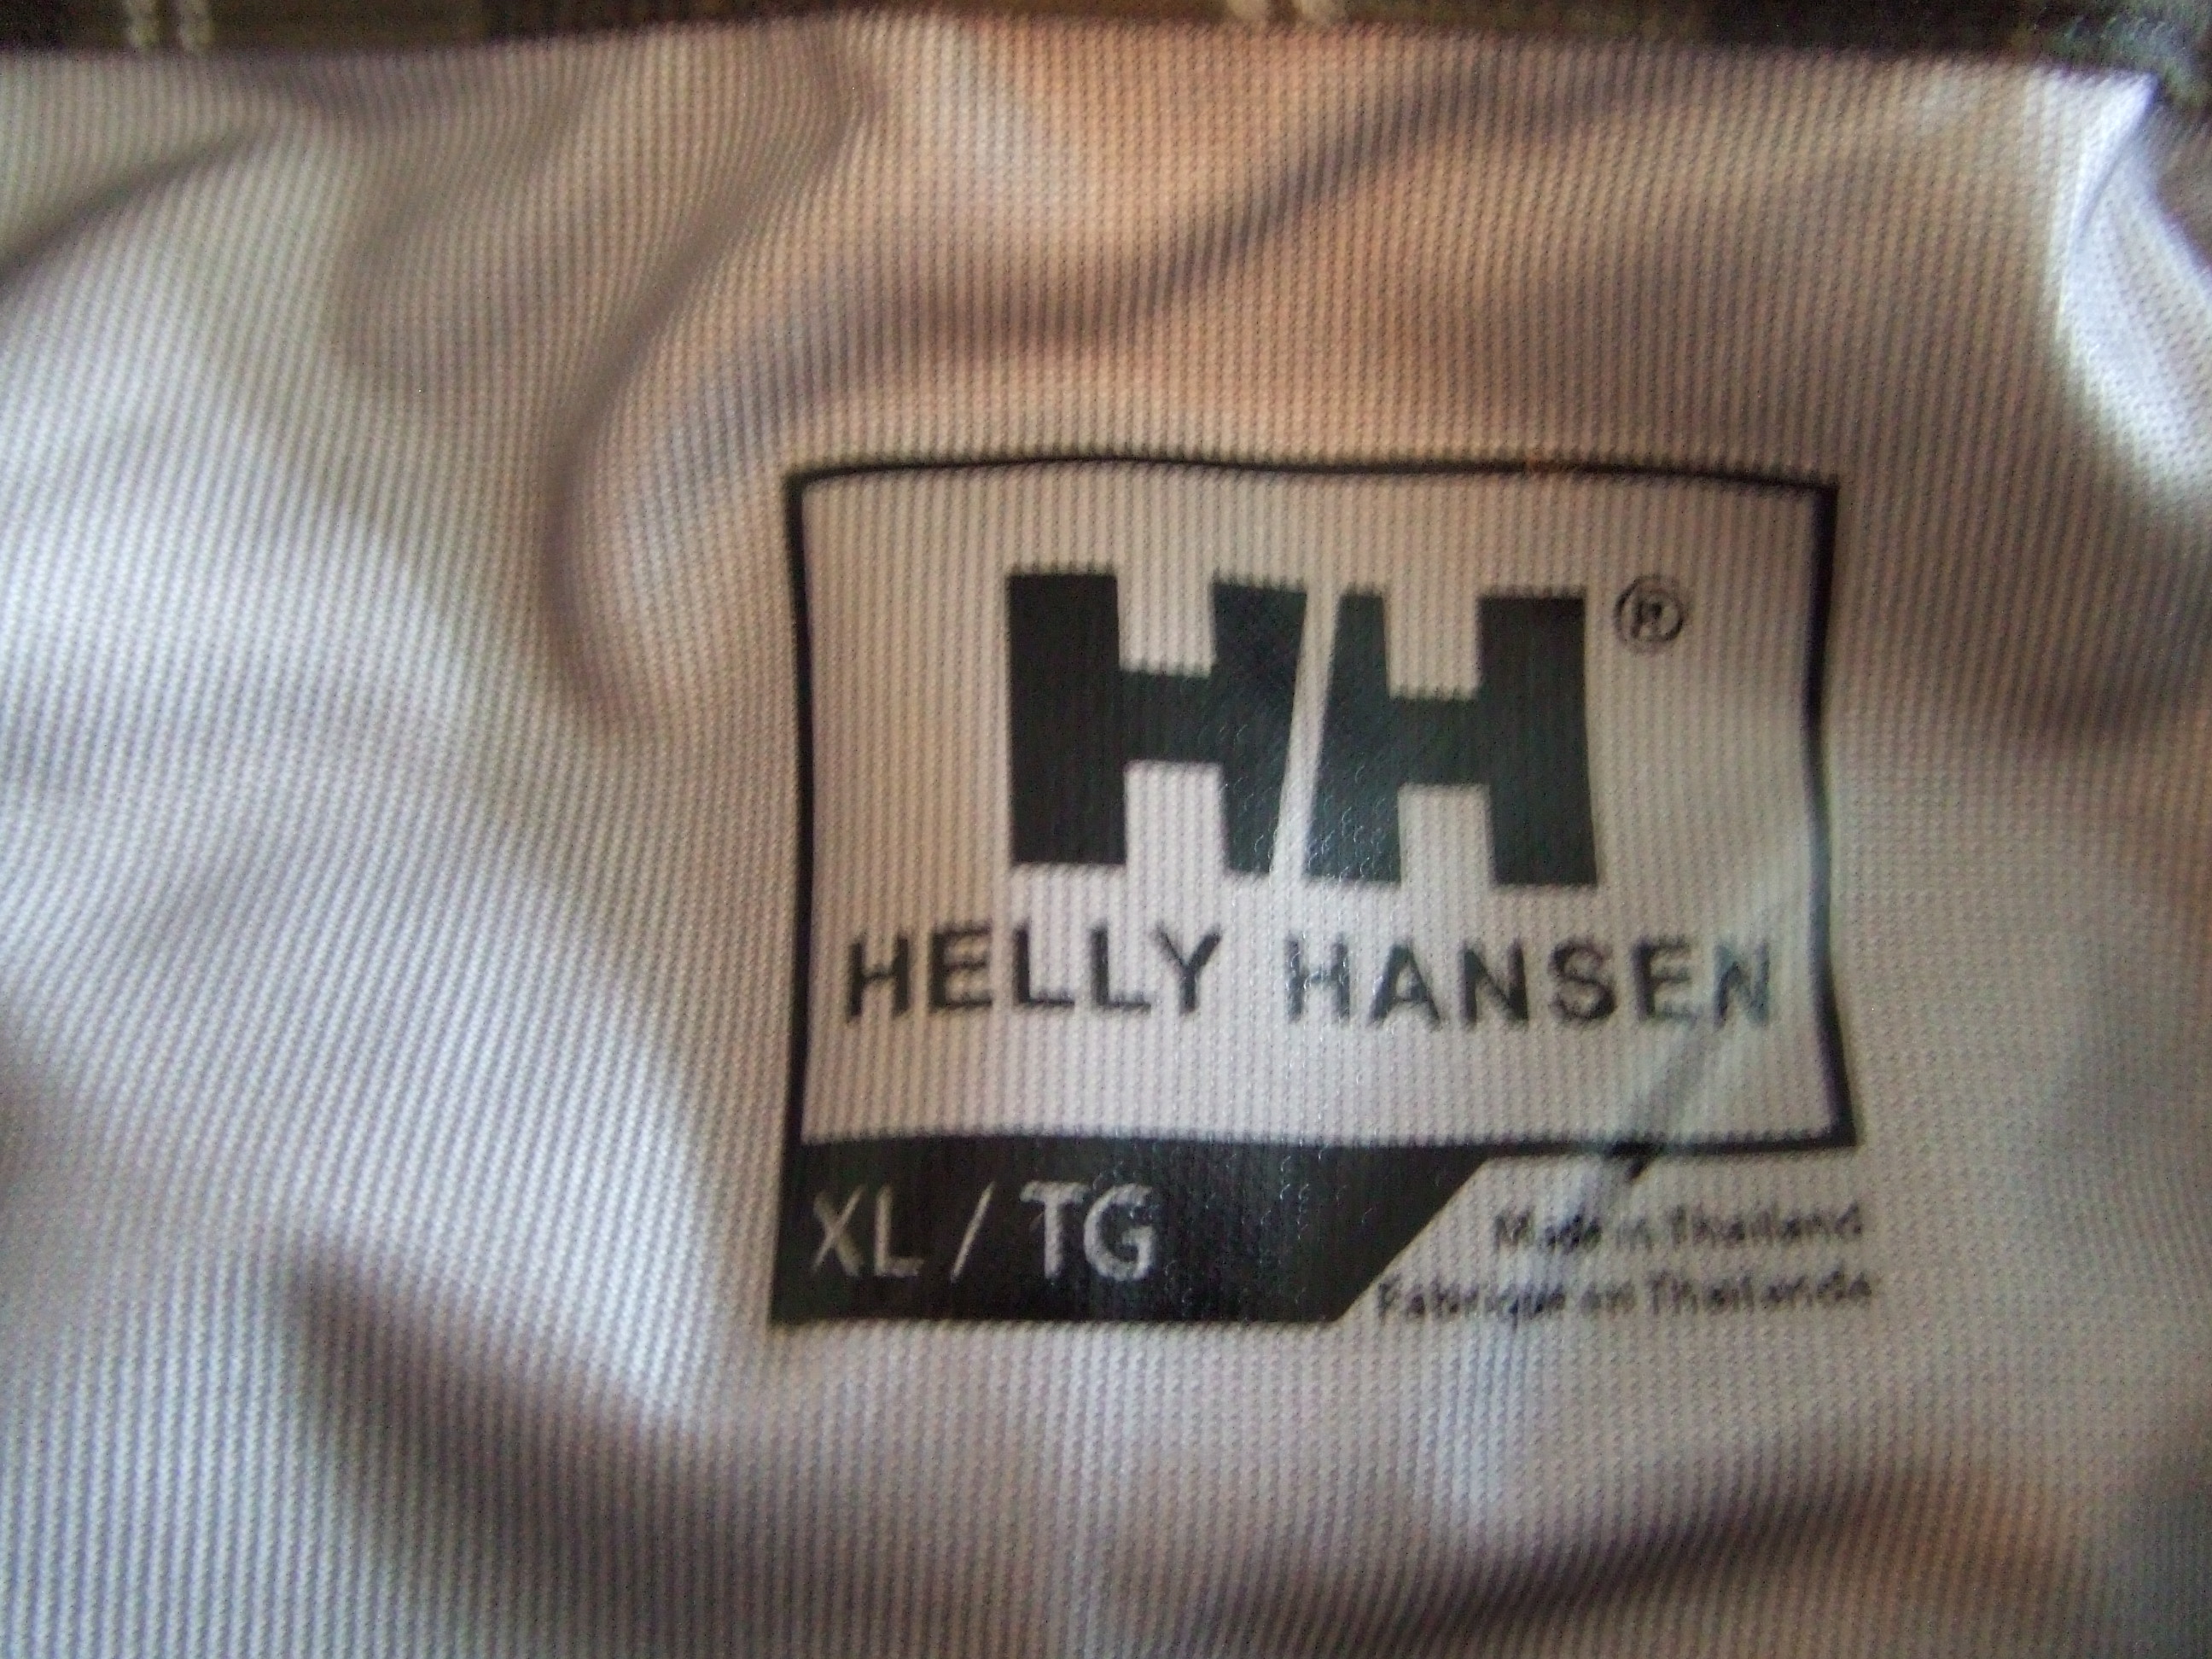 HH®
HELLY HANSEN
XL / TG
Made in Thailand
Fabriqué en Thaïlande